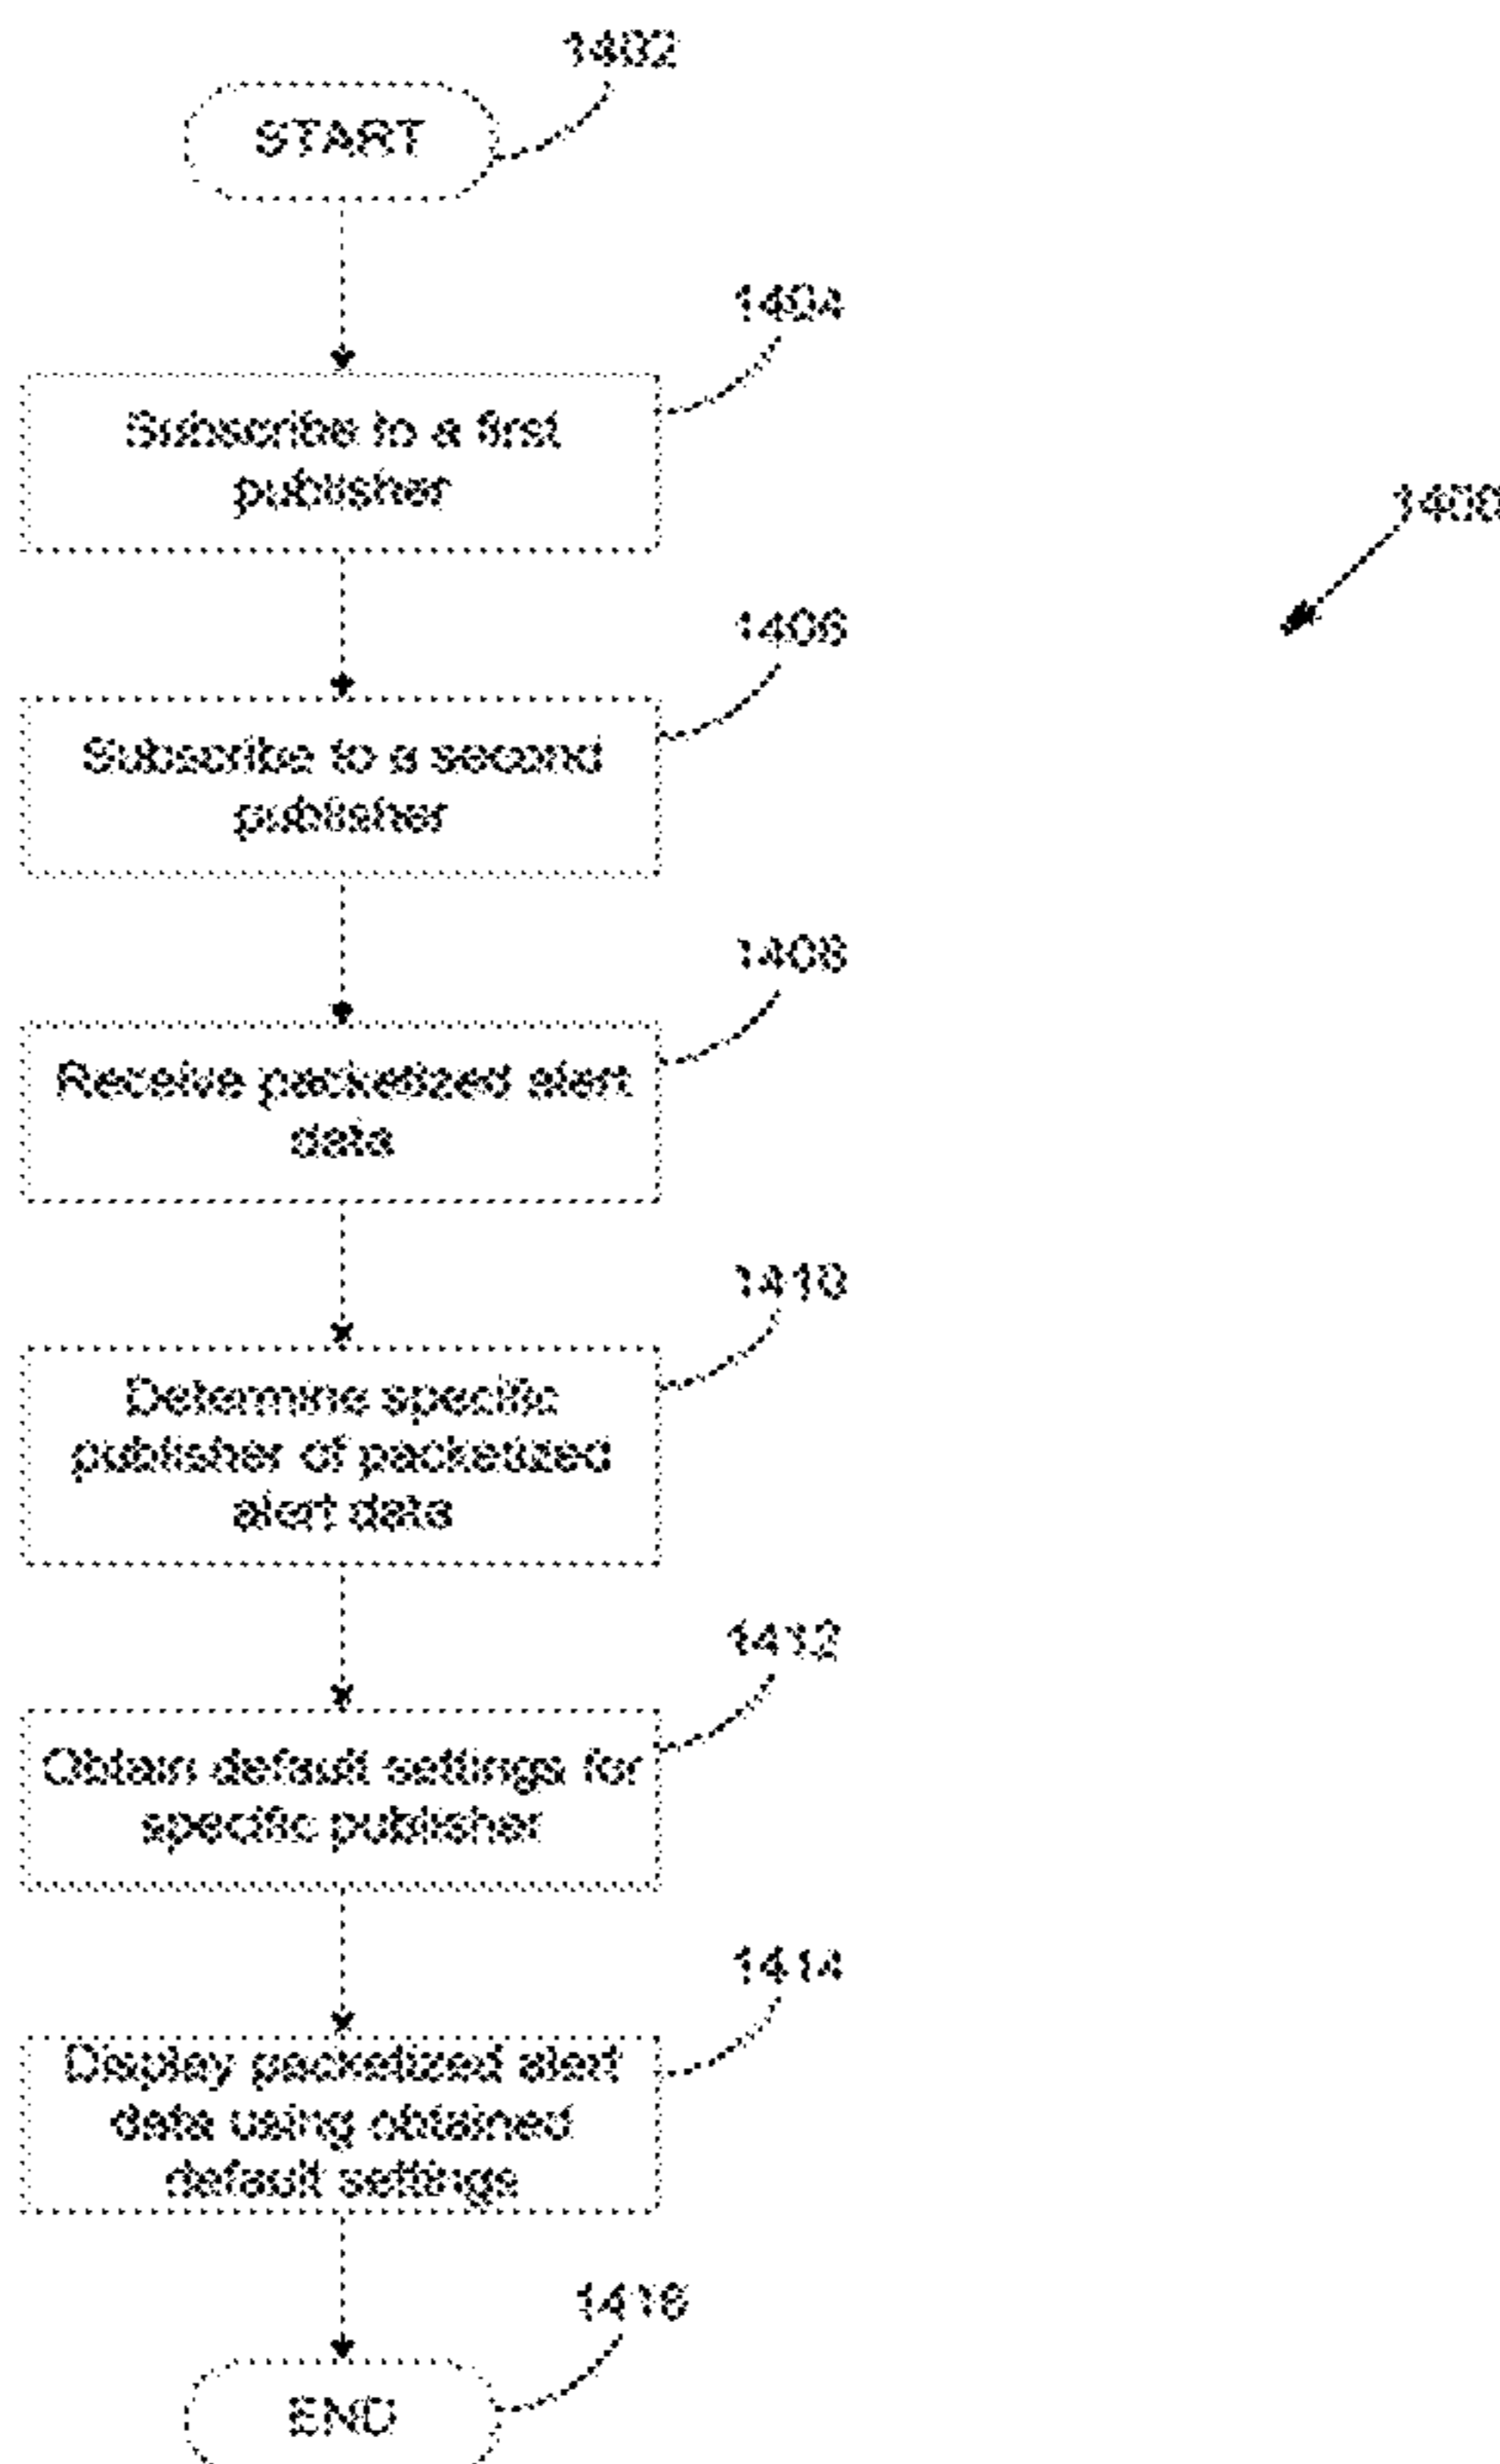 1402
START
1404
Subscribe to a first
publisher
1400
1406
Subscribe to a second
publisher
1408
Receive packetized alert
data
1410
Determine specific
publisher of packetized
alert data
1412
Obtain default settings for
specific publisher
1414
Display packetized alert
data using obtained
default settings
1416
END